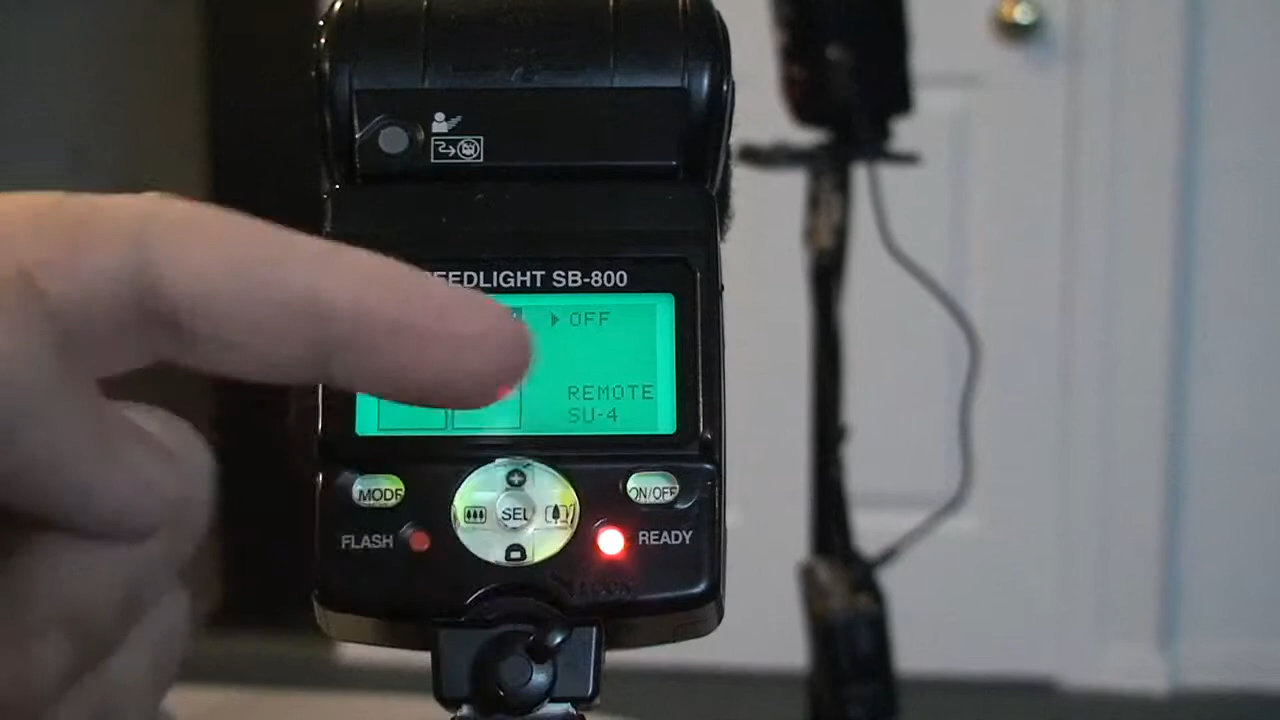 EEDLIGHT SB-800
OFF
REMOTE
SU-4
MODE
SEL
ON/OFF
FLASH
READY